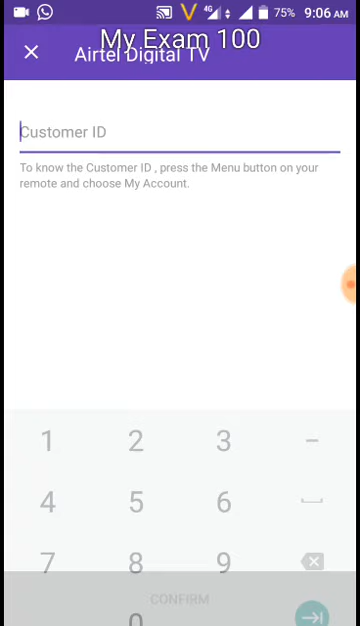 4G 75% 9:06 AM
My Exam 100
Airtel Digital TV
Customer ID
To know the Customer ID , press the Menu button on your
remote and choose My Account.
1 2 3 –
4 5 6
7 8 9
CONFIRM
0